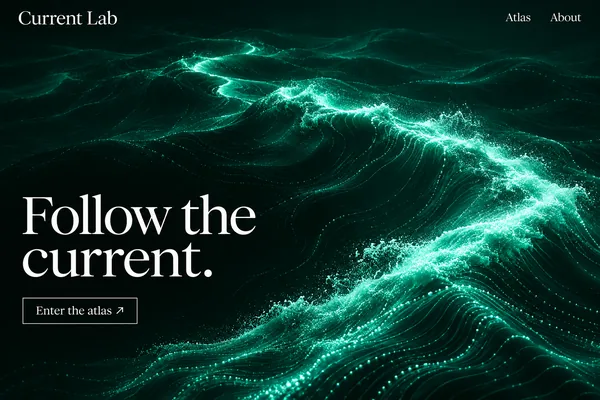 Current Lab
Atlas About
Follow the
current.
Enter the atlas ↗